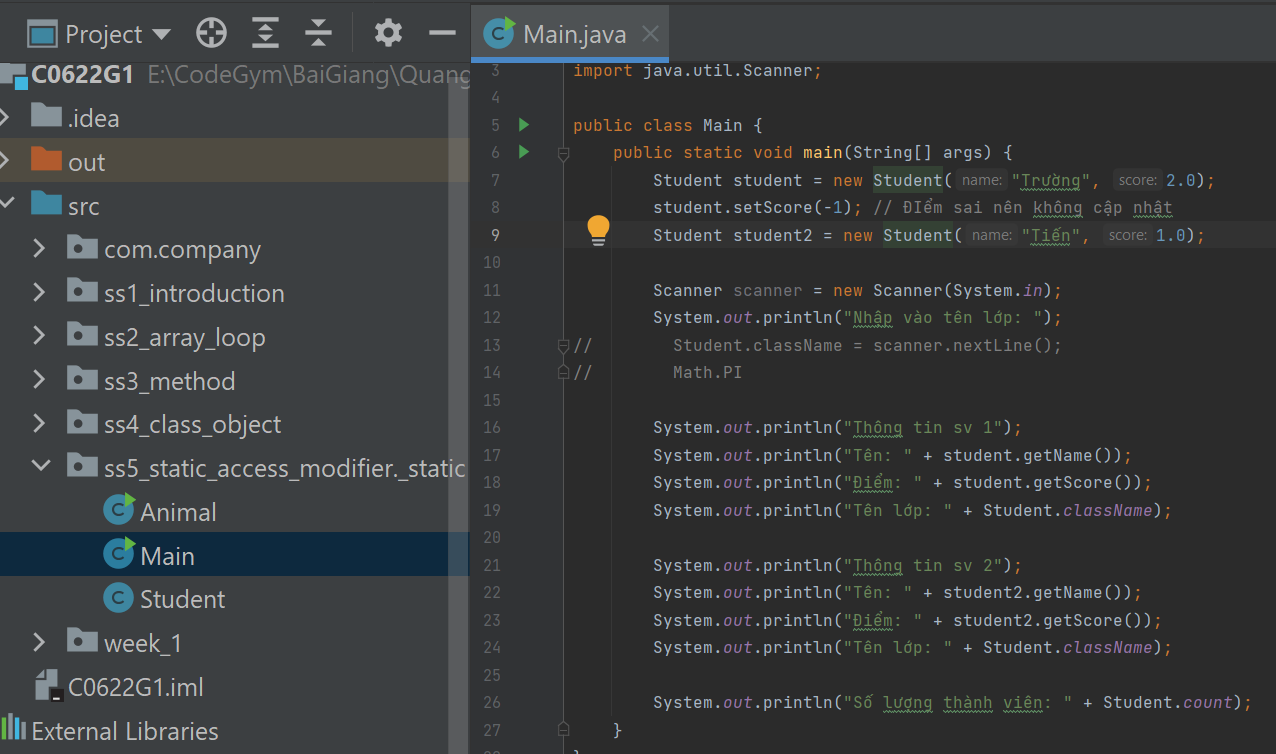 Project
C0622G1 E:\CodeGym\BaiGiang\Quang
.idea
out
src
com.company
ss1_introduction
ss2_array_loop
ss3_method
ss4_class_object
ss5_static_access_modifier._static
Animal
Main
Student
week_1
C0622G1.iml
External Libraries
Main.java
3 import java.util.Scanner;
4
5 public class Main {
6 public static void main(String[] args) {
7 Student student = new Student( name: "Trường", score: 2.0);
8 student.setScore(-1); // ĐIểm sai nên không cập nhật
9 Student student2 = new Student( name: "Tiến", score: 1.0);
10
11 Scanner scanner = new Scanner(System.in);
12 System.out.println("Nhập vào tên lớp: ");
13 // Student.className = scanner.nextLine();
14 // Math.PI
15
16 System.out.println("Thông tin sv 1");
17 System.out.println("Tên: " + student.getName());
18 System.out.println("Điểm: " + student.getScore());
19 System.out.println("Tên lớp: " + Student.className);
20
21 System.out.println("Thông tin sv 2");
22 System.out.println("Tên: " + student2.getName());
23 System.out.println("Điểm: " + student2.getScore());
24 System.out.println("Tên lớp: " + Student.className);
25
26 System.out.println("Số lượng thành viên: " + Student.count);
27 }